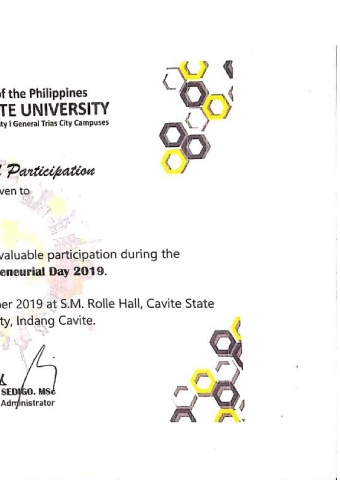 of the Philippines
TE UNIVERSITY
ty | General Trias City Campuses
Participation
ven to
valuable participation during the
eneurial Day 2019.
er 2019 at S.M. Rolle Hall, Cavite State
ty, Indang Cavite.
SEDIGO. MSc
Administrator